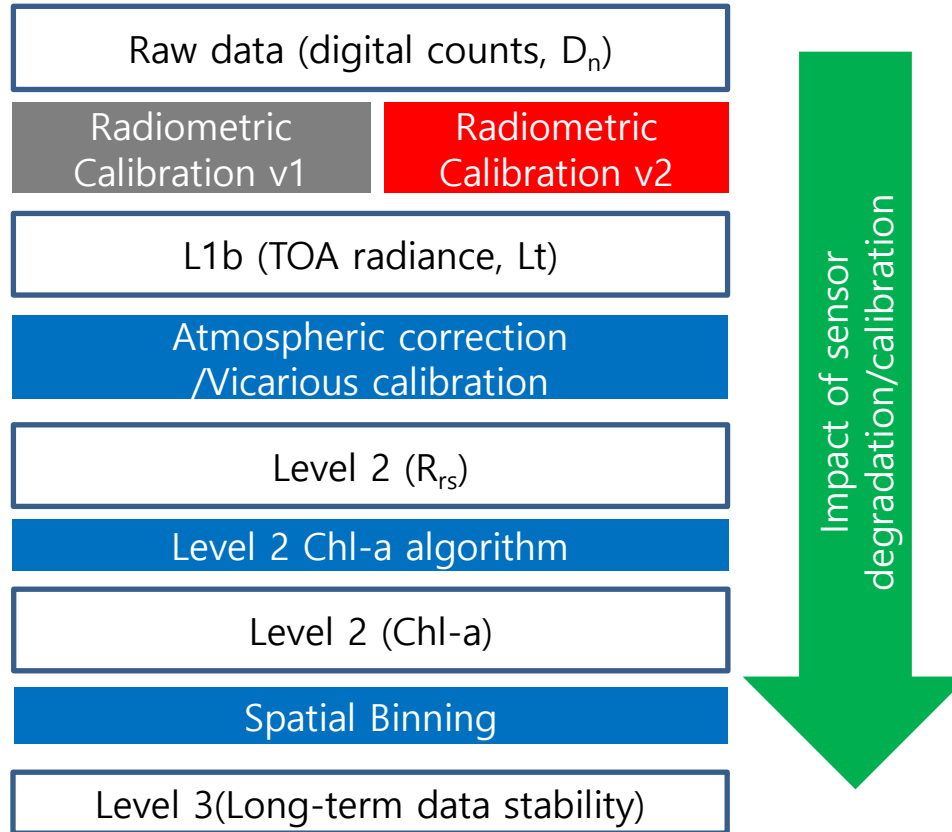 Raw data (digital counts, Dn)
Radiometric
Calibration v1
Radiometric
Calibration v2
L1b (TOA radiance, Lt)
Atmospheric correction
/Vicarious calibration
Level 2 (Rrs)
Level 2 Chl-a algorithm
Level 2 (Chl-a)
Spatial Binning
Level 3(Long-term data stability)
Impact of sensor
degradation/calibration